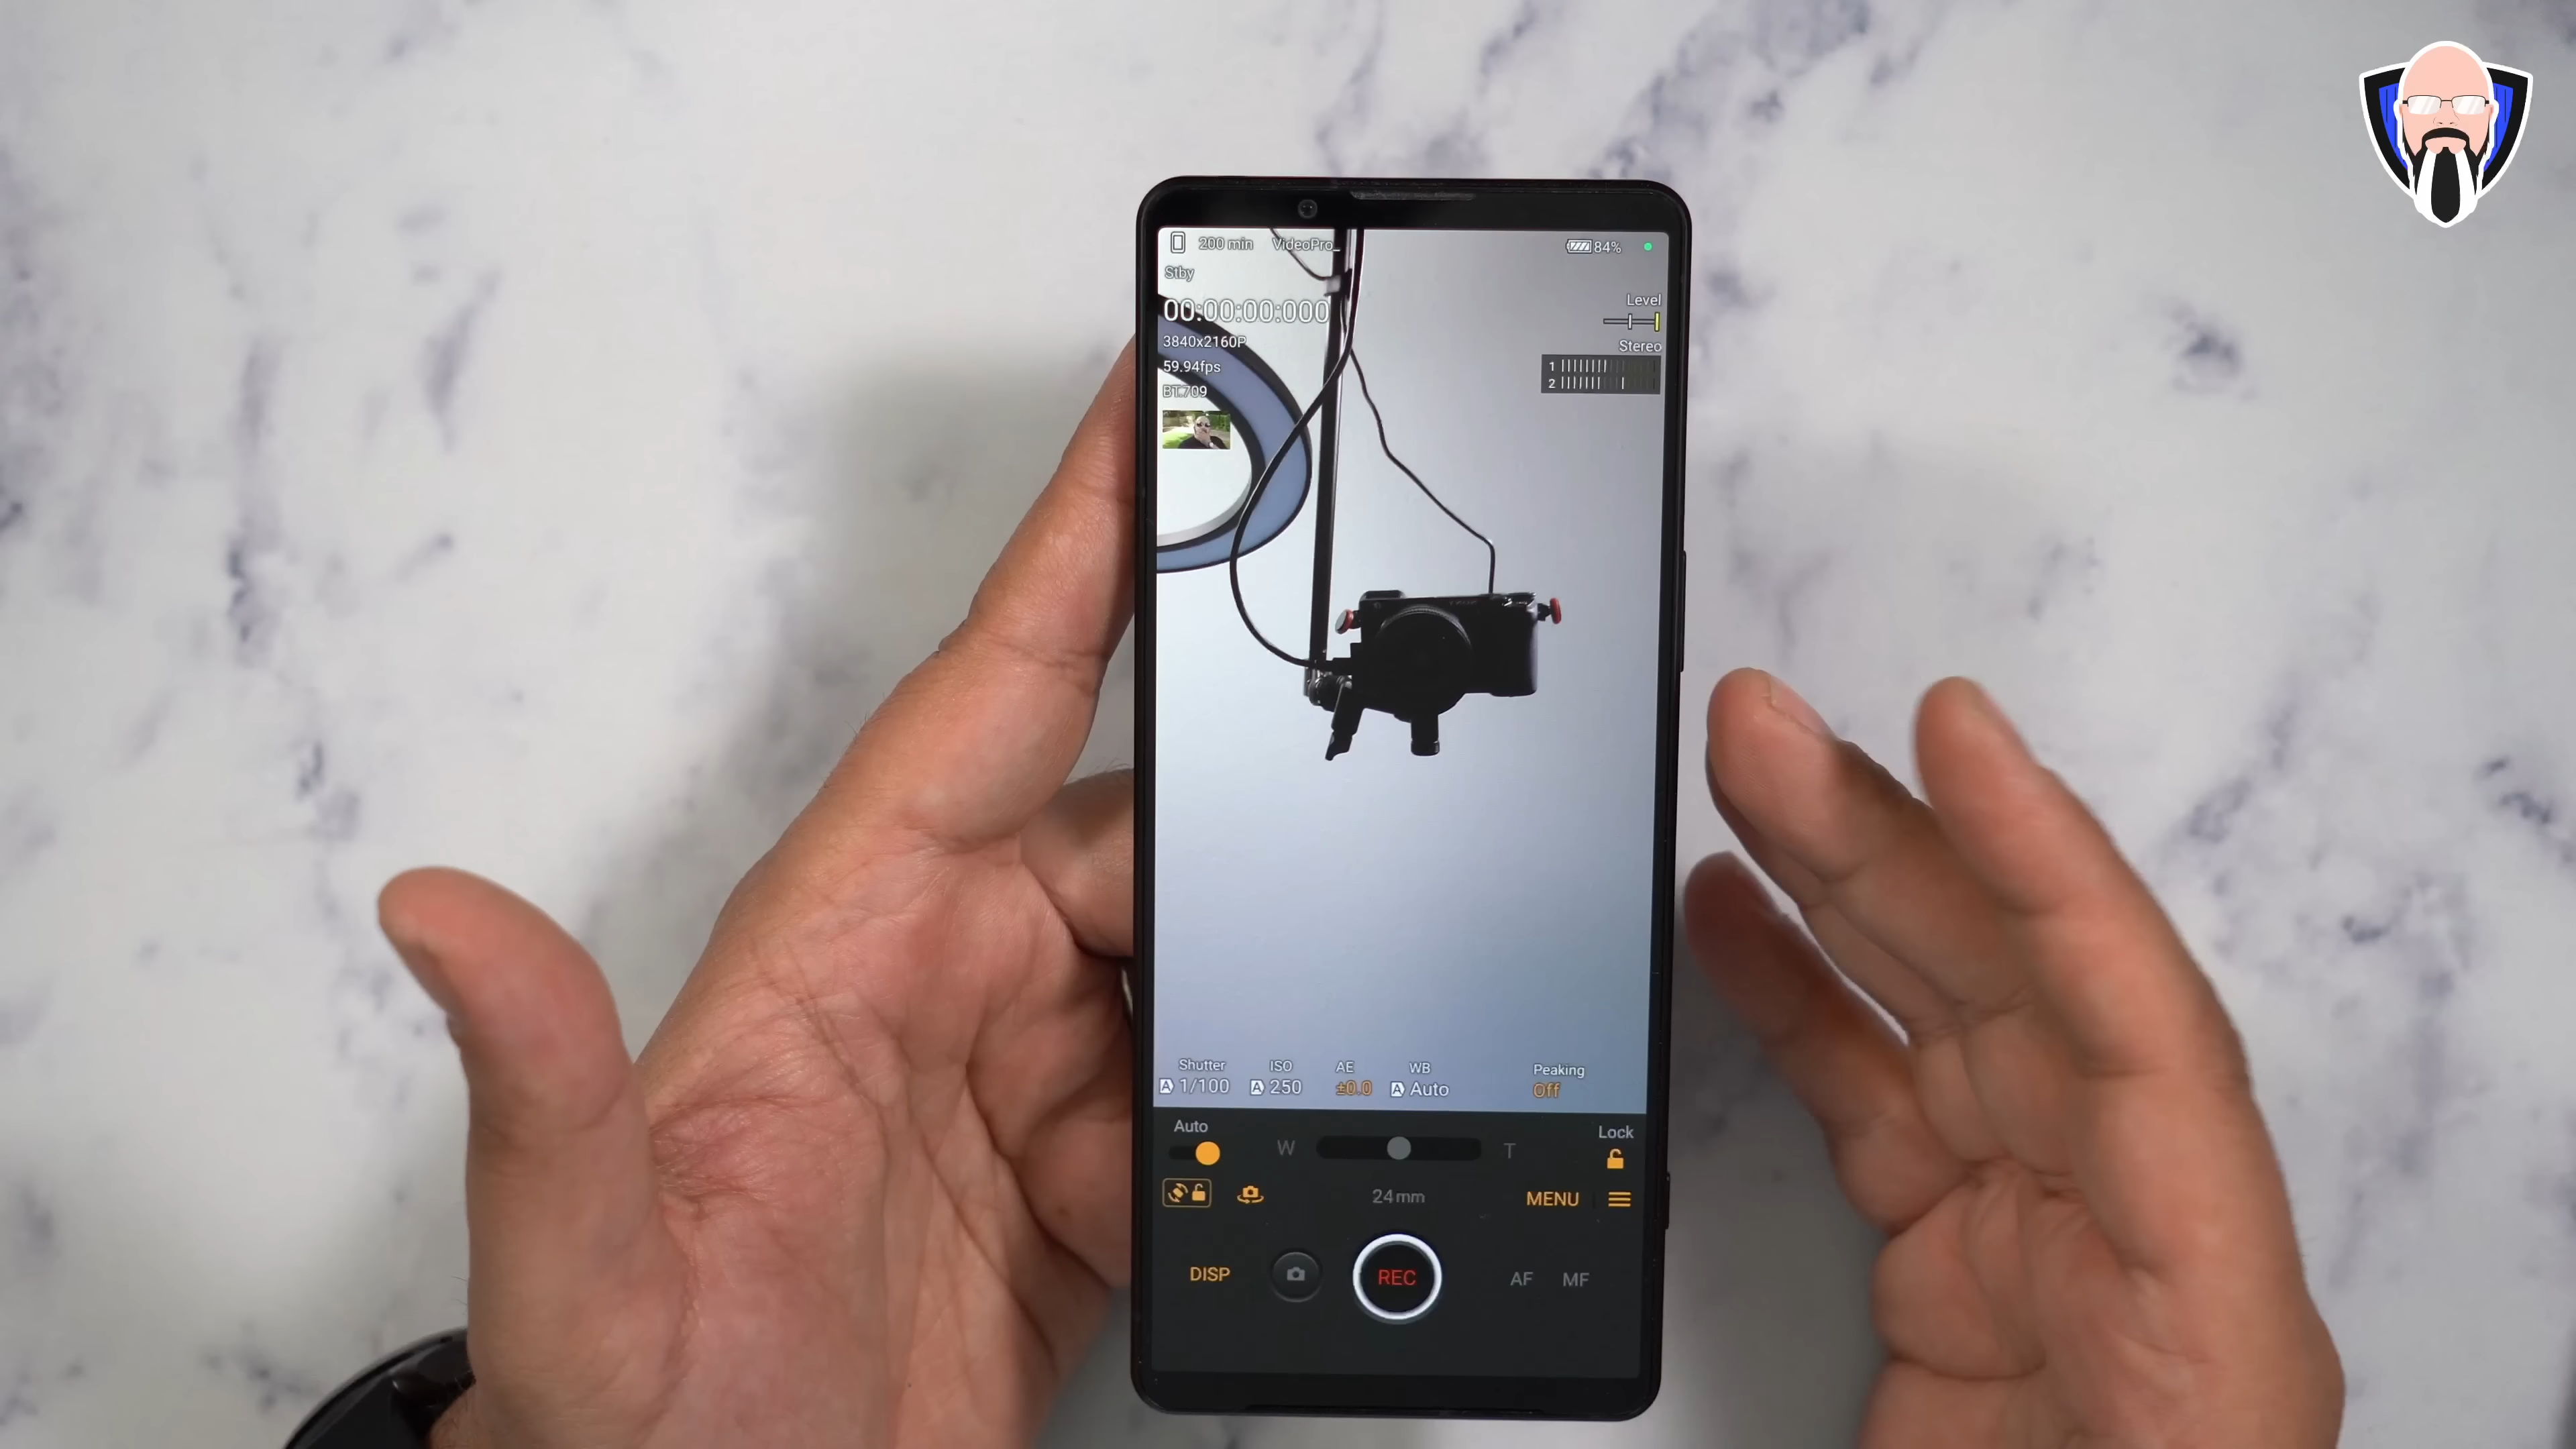 200 min VideoPro_ 84%
Stby
00:00:00:000
3840x2160P
59.94fps
BT.709
Level
Stereo
1
2
Shutter ISO AE WB Peaking
A 1/100 A 250 ±0.0 A Auto Off
Auto W T Lock
24mm MENU
DISP REC AF MF